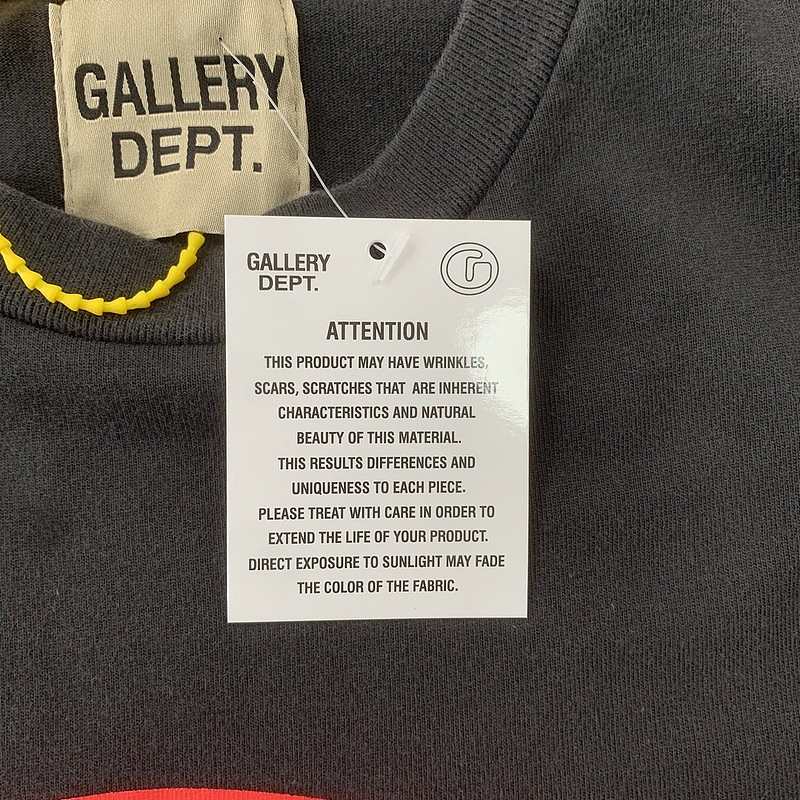 GALLERY
DEPT.
GALLERY
DEPT.
ATTENTION
THIS PRODUCT MAY HAVE WRINKLES,
SCARS, SCRATCHES THAT ARE INHERENT
CHARACTERISTICS AND NATURAL
BEAUTY OF THIS MATERIAL.
THIS RESULTS DIFFERENCES AND
UNIQUENESS TO EACH PIECE.
PLEASE TREAT WITH CARE IN ORDER TO
EXTEND THE LIFE OF YOUR PRODUCT.
DIRECT EXPOSURE TO SUNLIGHT MAY FADE
THE COLOR OF THE FABRIC.